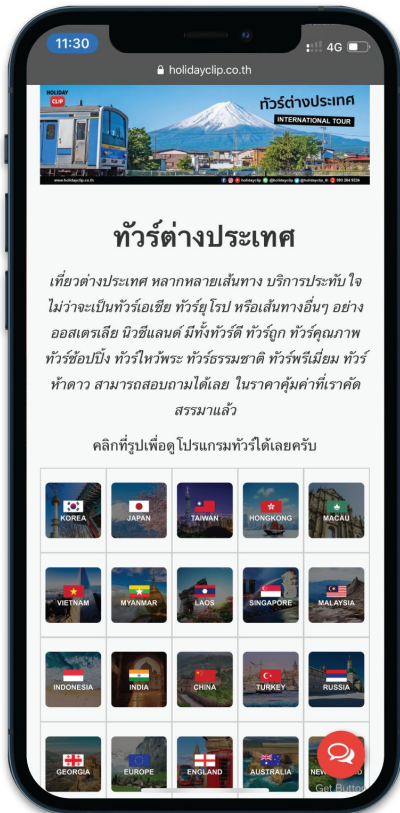 11:30
4G
holidayclip.co.th
HOLIDAY
CLIP
ทัวร์ต่างประเทศ
INTERNATIONAL TOUR
www.holidayclip.co.th
holidayclip @holidayclip @holidayclip_th 093 264 9226
ทัวร์ต่างประเทศ
เที่ยวต่างประเทศ หลากหลายเส้นทาง บริการประทับใจ
ไม่ว่าจะเป็นทัวร์เอเชีย ทัวร์ยุโรป หรือเส้นทางอื่นๆ อย่าง
ออสเตรเลีย นิวซีแลนด์ มีทั้งทัวร์ดี ทัวร์ถูก ทัวร์คุณภาพ
ทัวร์ช้อปปิ้ง ทัวร์ไหว้พระ ทัวร์ธรรมชาติ ทัวร์พรีเมี่ยม ทัวร์
ห้าดาว สามารถสอบถามได้เลย ในราคาคุ้มค่าที่เราคัด
สรรมาแล้ว
คลิกที่รูปเพื่อดูโปรแกรมทัวร์ได้เลยครับ
KOREA JAPAN TAIWAN HONGKONG MACAU
VIETNAM MYANMAR LAOS SINGAPORE MALAYSIA
INDONESIA INDIA CHINA TURKEY RUSSIA
GEORGIA EUROPE ENGLAND AUSTRALIA
Get Button